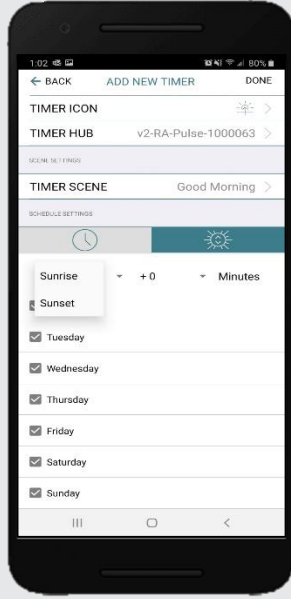 1:02 80%
← BACK ADD NEW TIMER DONE
TIMER ICON >
TIMER HUB v2-RA-Pulse-1000063 >
SCENE SETTINGS
TIMER SCENE Good Morning >
SCHEDULE SETTINGS
Sunrise + 0 Minutes
Sunset
Tuesday
Wednesday
Thursday
Friday
Saturday
Sunday